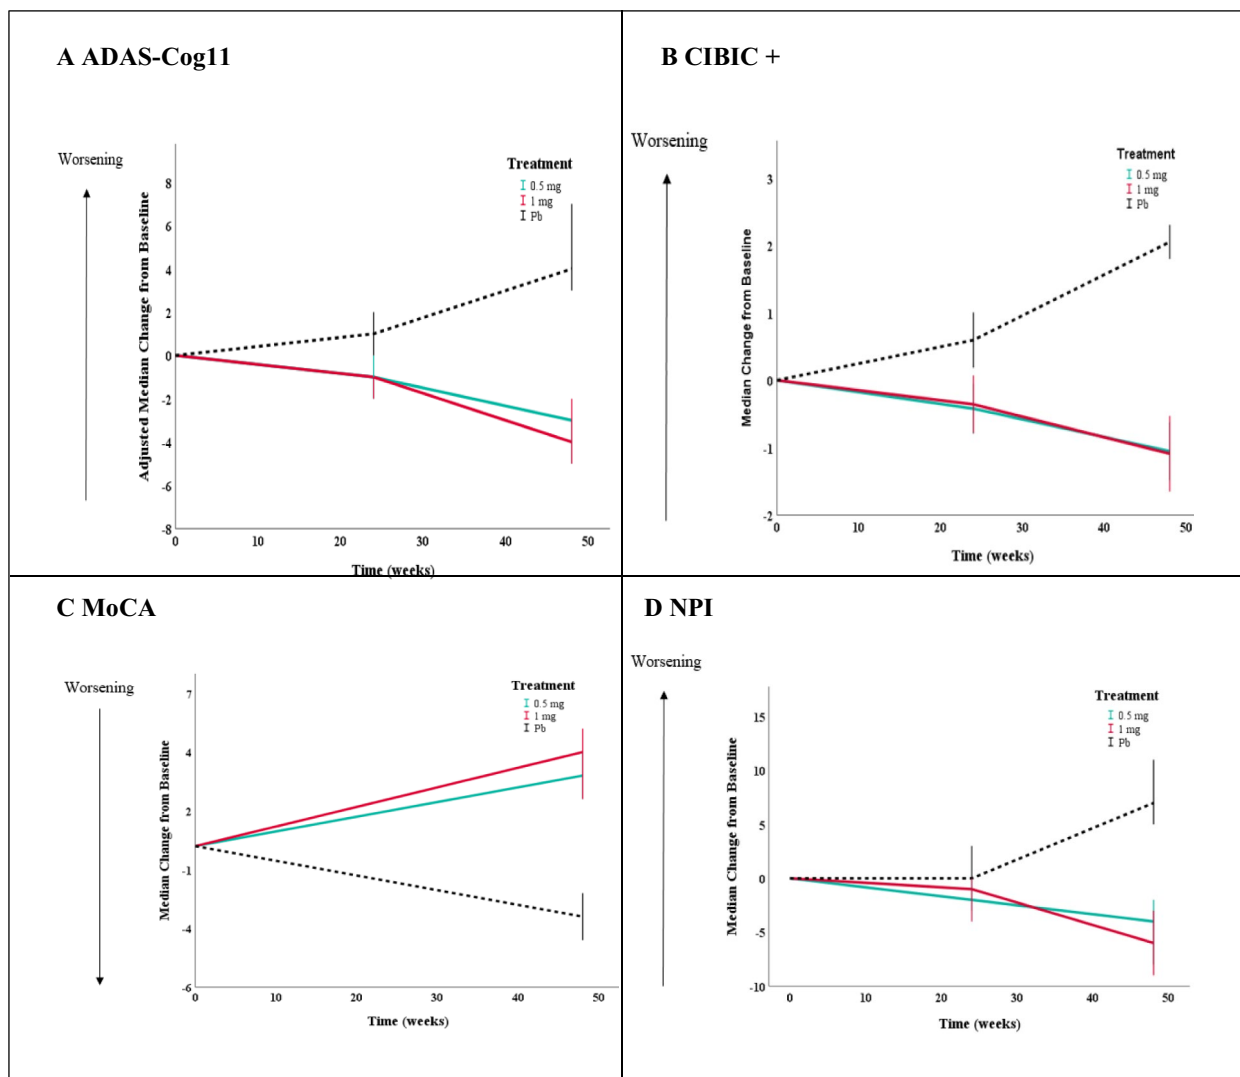 A ADAS-Cog11
Worsening
Adjusted Median Change from Baseline
8
6
4
2
0
-2
-4
-6
-8
0 10 20 30 40 50
Time (weeks)
Treatment
0.5 mg
1 mg
Pb
B CIBIC +
Worsening
Median Change from Baseline
3
2
1
0
-1
-2
0 10 20 30 40 50
Time (weeks)
Treatment
0.5 mg
1 mg
Pb
C MoCA
Worsening
Median Change from Baseline
7
4
2
-1
-4
-6
0 10 20 30 40 50
Time (weeks)
Treatment
0.5 mg
1 mg
Pb
D NPI
Worsening
Median Change from Baseline
15
10
5
0
-5
-10
0 10 20 30 40 50
Time (weeks)
Treatment
0.5 mg
1 mg
Pb